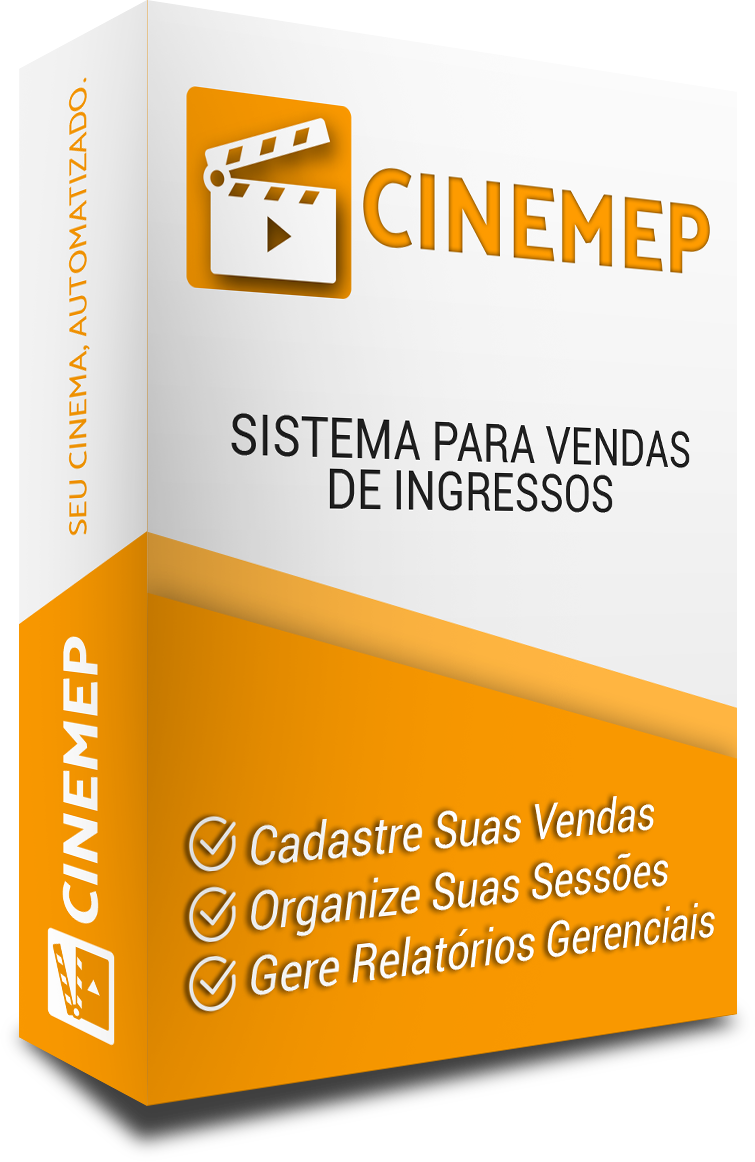 SEU CINEMA, AUTOMATIZADO.
CINEMEP
CINEMEP
SISTEMA PARA VENDAS
DE INGRESSOS
Cadastre Suas Vendas
Organize Suas Sessões
Gere Relatórios Gerenciais